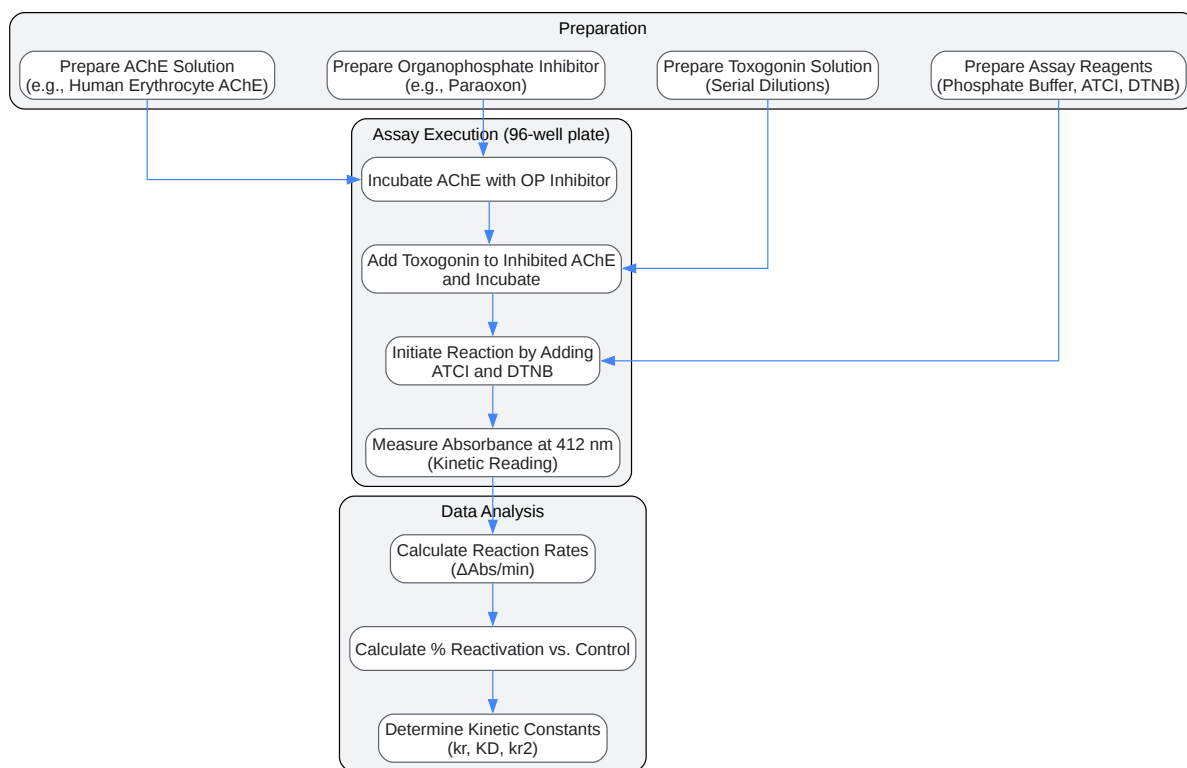 Preparation
Prepare AChE Solution
(e.g., Human Erythrocyte AChE)
Prepare Organophosphate Inhibitor
(e.g., Paraoxon)
Prepare Toxogonin Solution
(Serial Dilutions)
Prepare Assay Reagents
(Phosphate Buffer, ATCI, DTNB)
Assay Execution (96-well plate)
Incubate AChE with OP Inhibitor
Add Toxogonin to Inhibited AChE
and Incubate
Initiate Reaction by Adding
ATCI and DTNB
Measure Absorbance at 412 nm
(Kinetic Reading)
Data Analysis
Calculate Reaction Rates
(ΔAbs/min)
Calculate % Reactivation vs. Control
Determine Kinetic Constants
(kr, KD, kr2)